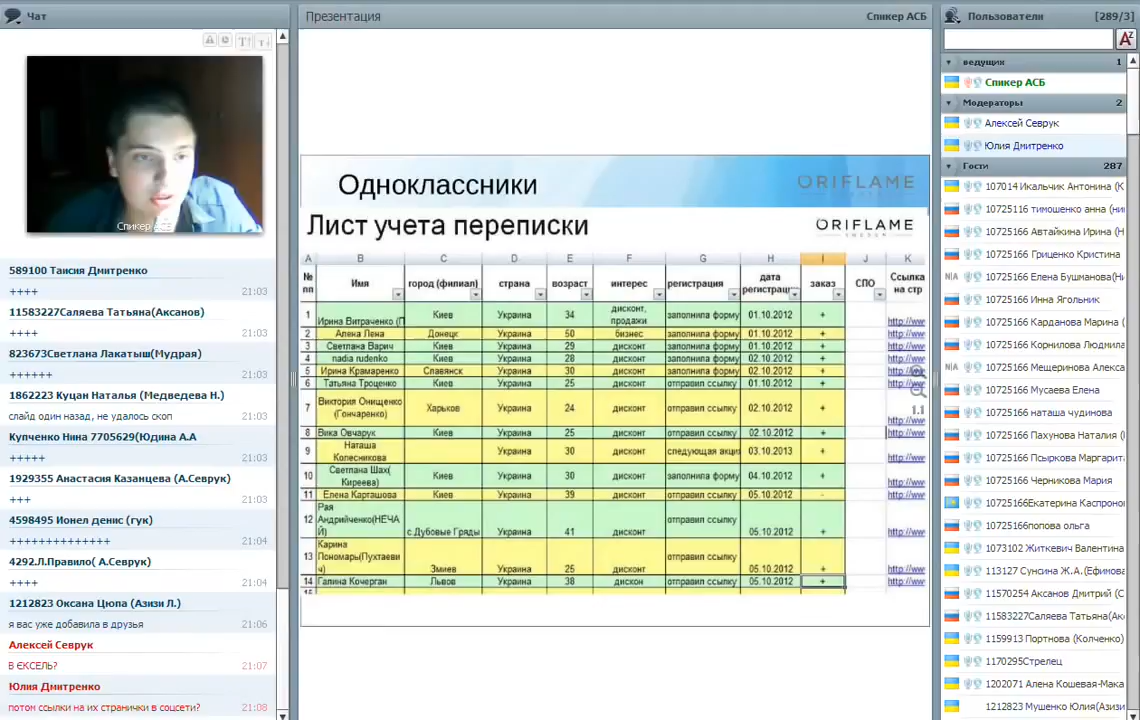 Чат
Спикер АСБ
589100 Таисия Дмитренко
++++ 21:03
11583227Саляева Татьяна(Аксанов)
++++ 21:03
823673Светлана Лакатыш(Мудрая)
++++++ 21:03
1862223 Куцан Наталья (Медведева Н.)
слайд один назад, не удалось скоп 21:03
Купченко Нина 7705629(Юдина А.А
+++++ 21:03
1929355 Анастасия Казанцева (А.Севрук)
+++ 21:03
4598495 Ионел денис (гук)
++++++++++++++ 21:04
4292.Л.Правило( А.Севрук)
++++ 21:04
1212823 Оксана Цюпа (Азизи Л.)
я вас уже добавила в друзья 21:06
Алексей Севрук
В ЄКСЕЛЬ? 21:07
Юлия Дмитренко
потом ссылки на их странички в соцсети? 21:08
Презентация Спикер АСБ
Одноклассники ORIFLAME
Лист учета переписки ORIFLAME
A B C D E F G H I J K
№ пп Имя город (филиал) страна возраст интерес регистрация дата регистраци заказ СПО Ссылка на стр
1 Ирина Витраченко (П Киев Украина 34 дисконт, продажи заполнила форму 01.10.2012 + http://ww
2 Алена Лена Донецк Украина 50 бизнес заполнила форму 01.10.2012 + http://ww
3 Светлана Варич Киев Украина 29 дисконт заполнила форму 01.10.2012 + http://ww
4 nadia rudenko Киев Украина 28 дисконт заполнила форму 02.10.2012 + http://ww
5 Ирина Крамаренко Славянск Украина 30 дисконт заполнила форму 02.10.2012 + http://ww
6 Татьяна Троценко Киев Украина 25 дисконт отправил ссылку 02.10.2012 + http://ww
7 Виктория Онищенко (Гончаренко) Харьков Украина 24 дисконт отправил ссылку 02.10.2012 + http://ww
1.1
8 Вика Овчарук Киев Украина 25 дисконт отправил ссылку 02.10.2012 + http://ww
9 Наташа Колесникова Украина 30 дисконт следующая акци 03.10.2013 + http://ww
10 Светлана Шах( Киреева) Киев Украина 30 дисконт заполнила форму 04.10.2012 + http://ww
11 Елена Карташова Киев Украина 39 дисконт отправил ссылку 05.10.2012 - http://ww
12 Рая Андрийченко(НЕЧА Й) с.Дубовые Гряды Украина 41 дисконт отправил ссылку 05.10.2012 + http://ww
13 Карина Пономарь(Пухтаеви ч) Змиев Украина 25 дисконт отправил ссылку 05.10.2012 + http://ww
14 Галина Кочерган Львов Украина 38 дискон отправил ссылку 05.10.2012 + http://ww
Пользователи [289/3]
ведущих 1
Спикер АСБ
Модераторы 2
Алексей Севрук
Юлия Дмитренко
Гости 287
107014 Икальчик Антонина (К
10725116 тимошенко анна (ни
10725166 Автайкина Ирина (Н
10725166 Гриценко Кристина
N/A 10725166 Елена Бушманова(Ни
10725166 Инна Ягольник
10725166 Карданова Марина (
10725166 Корнилова Людмила
N/A 10725166 Мещеринова Алекса
10725166 Мусаева Елена
10725166 наташа чудинова
10725166 Пахунова Наталия (
10725166 Псыркова Маргарит
10725166 Черникова Мария
10725166Екатерина Каспроно
10725166попова ольга
1073102 Житкевич Валентина
113127 Сунсина Ж.А.(Ефимова
11570254 Аксанов Дмитрий (С
11583227Саляева Татьяна(Акс
1159913 Портнова (Колченко)
1170295Стрелец
1202071 Алена Кошевая-Мака
1212823 Мушенко Юлия(Азизи